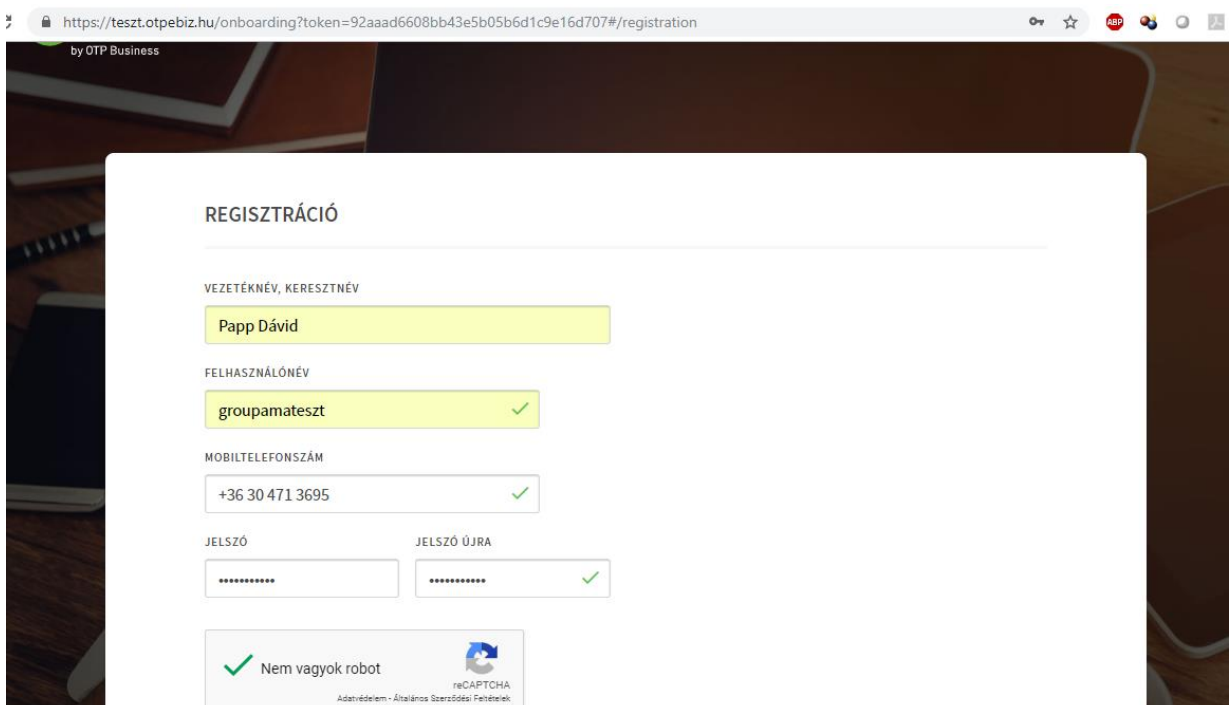 https://teszt.otpebiz.hu/onboarding?token=92aaad6608bb43e5b05b6d1c9e16d707#/registration
ABP
by OTP Business
REGISZTRÁCIÓ
VEZETÉKNÉV, KERESZTNÉV
Papp Dávid
FELHASZNÁLÓNÉV
groupamateszt
MOBILTELEFONSZÁM
+36 30 471 3695
JELSZÓ JELSZÓ ÚJRA
••••••••••• •••••••••••
Nem vagyok robot
reCAPTCHA
Adatvédelem - Általános Szerződési Feltételek